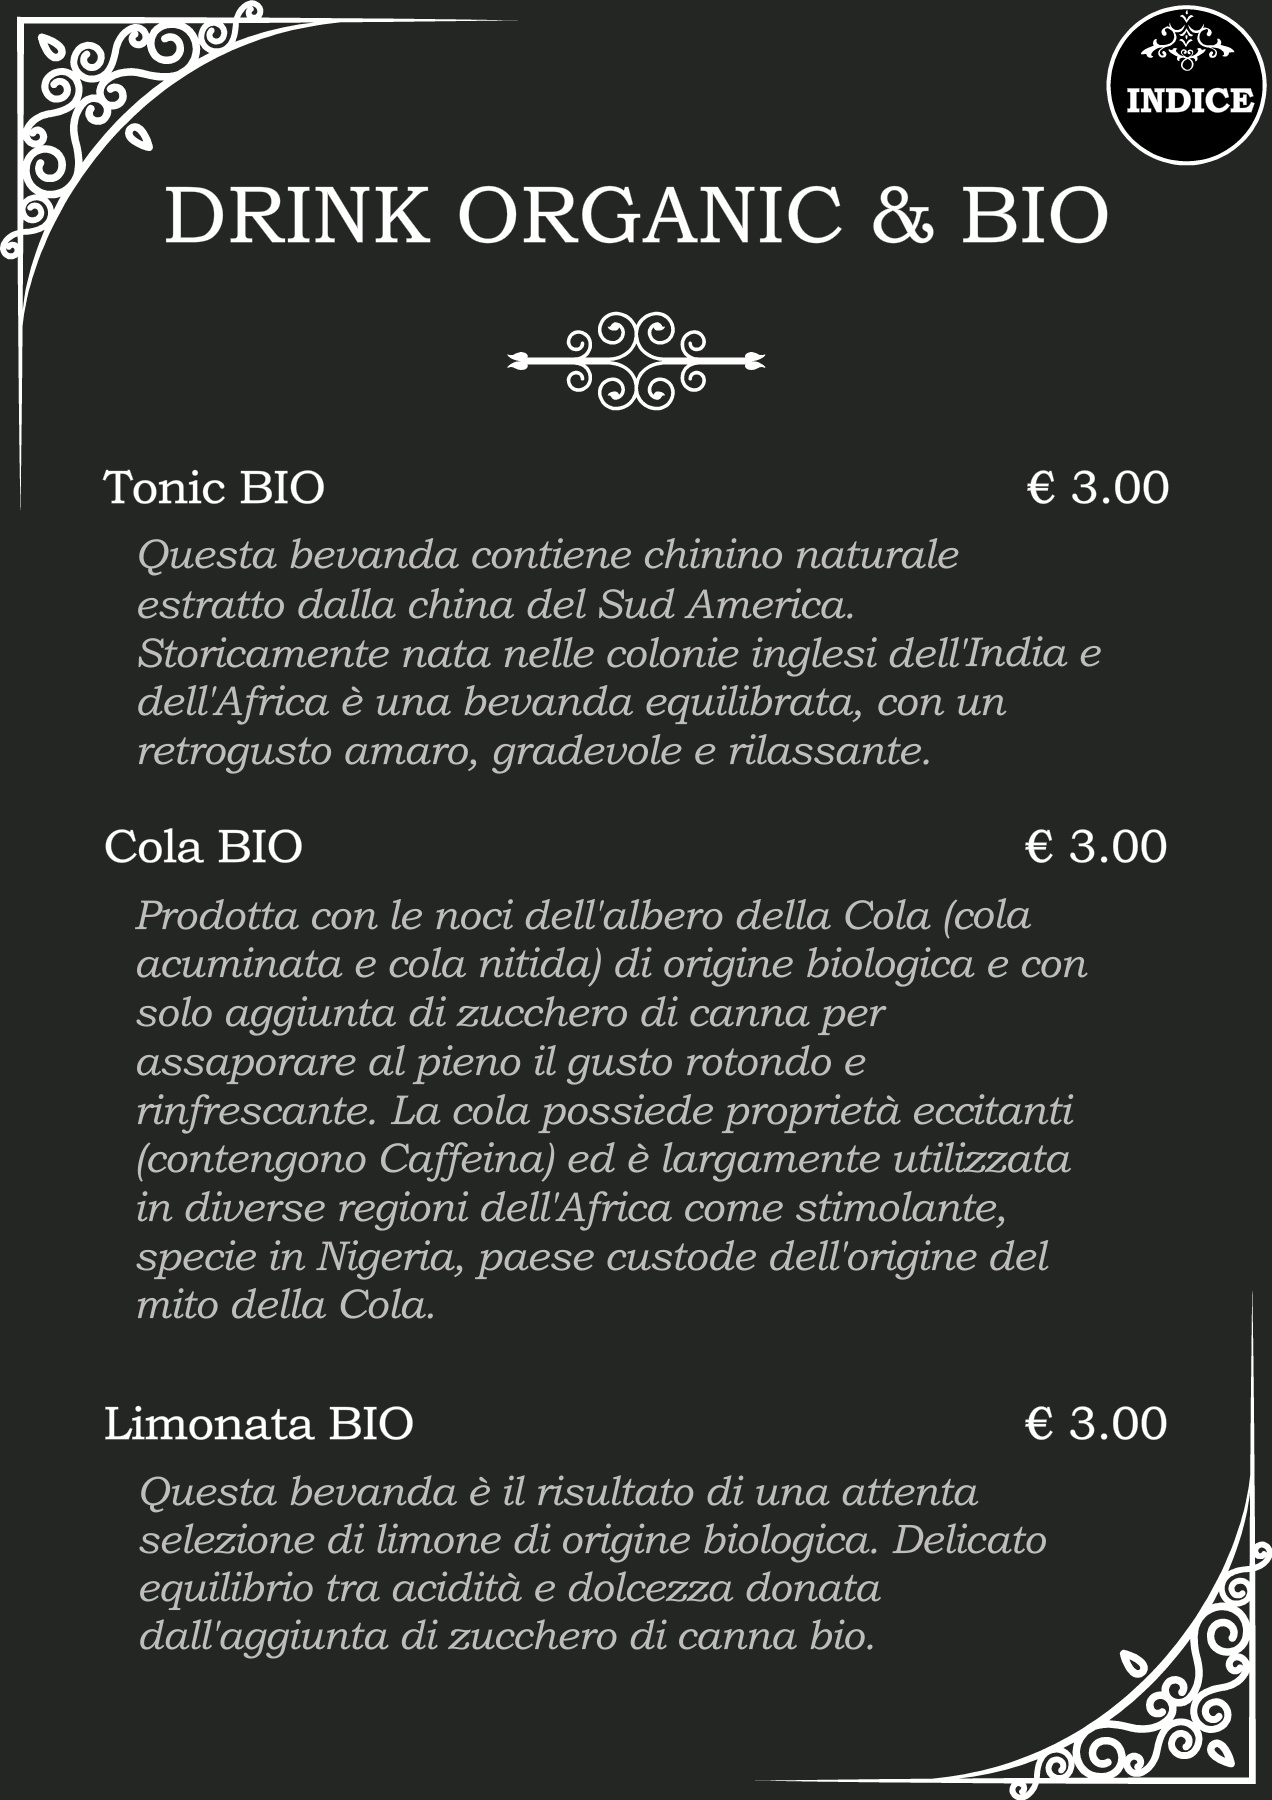 INDICE
DRINK ORGANIC & BIO
Tonic BIO € 3.00
Questa bevanda contiene chinino naturale
estratto dalla china del Sud America.
Storicamente nata nelle colonie inglesi dell'India e
dell'Africa è una bevanda equilibrata, con un
retrogusto amaro, gradevole e rilassante.
Cola BIO € 3.00
Prodotta con le noci dell'albero della Cola (cola
acuminata e cola nitida) di origine biologica e con
solo aggiunta di zucchero di canna per
assaporare al pieno il gusto rotondo e
rinfrescante. La cola possiede proprietà eccitanti
(contengono Caffeina) ed è largamente utilizzata
in diverse regioni dell'Africa come stimolante,
specie in Nigeria, paese custode dell'origine del
mito della Cola.
Limonata BIO € 3.00
Questa bevanda è il risultato di una attenta
selezione di limone di origine biologica. Delicato
equilibrio tra acidità e dolcezza donata
dall'aggiunta di zucchero di canna bio.